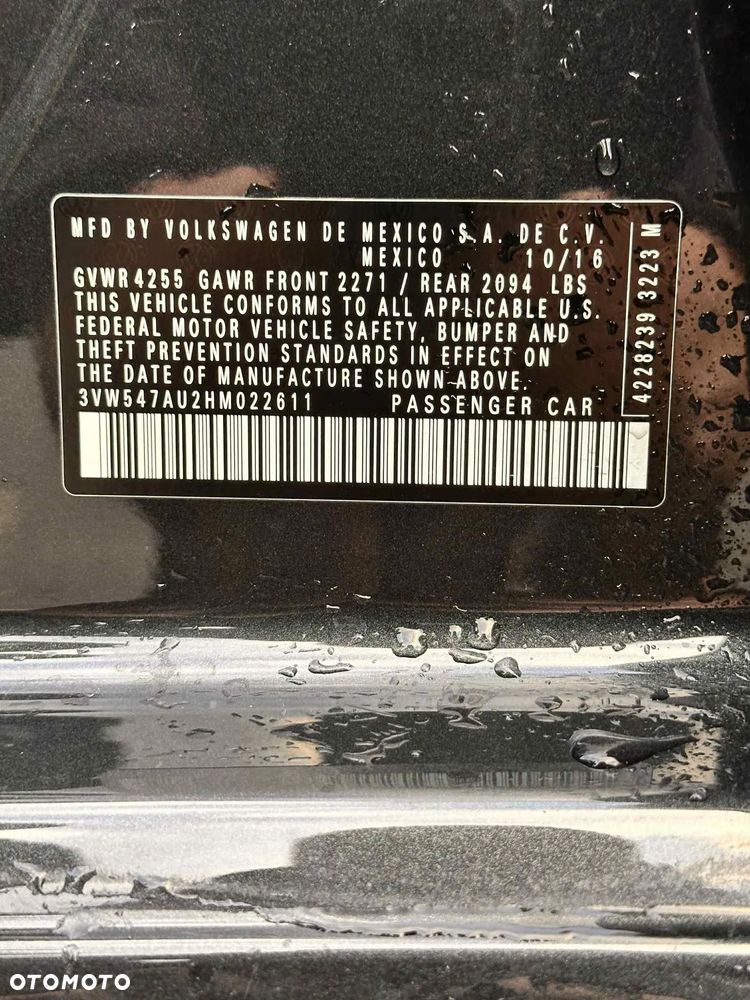 MFD BY VOLKSWAGEN DE MEXICO S.A. DE C.V.
MEXICO 10/16
GVWR 4255 GAWR FRONT 2271 / REAR 2094 LBS
THIS VEHICLE CONFORMS TO ALL APPLICABLE U.S.
FEDERAL MOTOR VEHICLE SAFETY, BUMPER AND
THEFT PREVENTION STANDARDS IN EFFECT ON
THE DATE OF MANUFACTURE SHOWN ABOVE.
3VW547AU2HM022611 PASSENGER CAR
4228239 3223 M
OTOMOTO